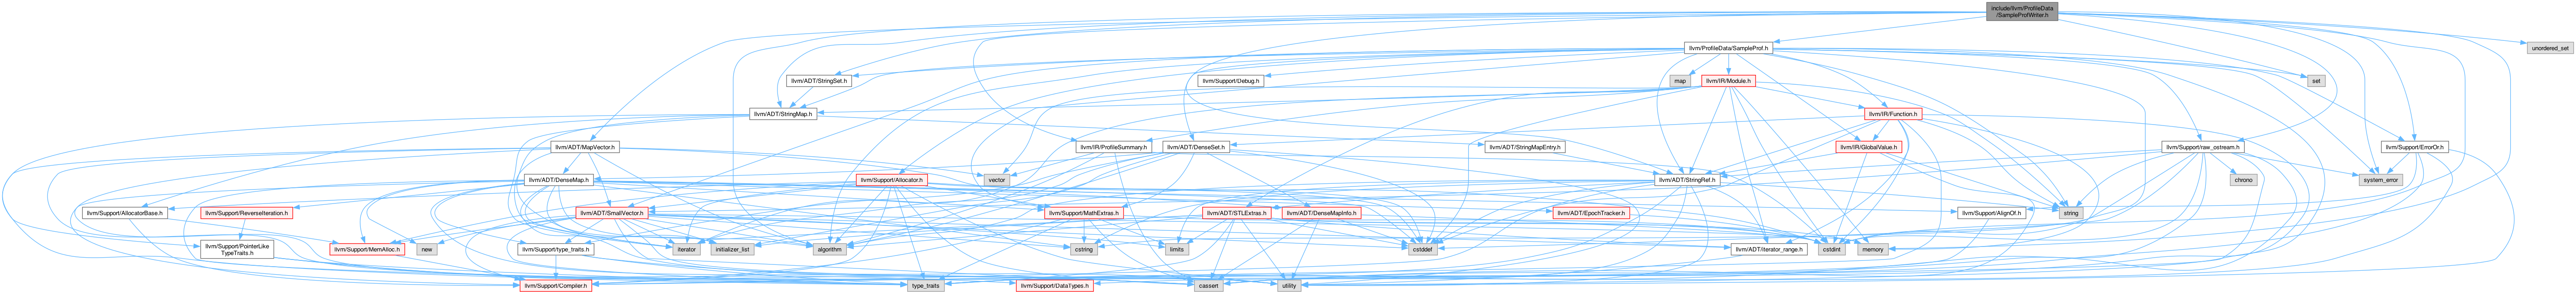 include/llvm/ProfileData
/SampleProfWriter.h
llvm/ProfileData/SampleProf.h
unordered_set
llvm/ADT/StringSet.h
llvm/Support/Debug.h
map
llvm/IR/Module.h
set
llvm/ADT/StringMap.h
llvm/IR/Function.h
llvm/ADT/MapVector.h
llvm/IR/ProfileSummary.h
llvm/ADT/DenseSet.h
llvm/ADT/StringMapEntry.h
llvm/IR/GlobalValue.h
llvm/Support/raw_ostream.h
llvm/Support/ErrorOr.h
llvm/ADT/DenseMap.h
llvm/Support/Allocator.h
vector
llvm/ADT/StringRef.h
chrono
system_error
llvm/Support/AllocatorBase.h
llvm/Support/ReverseIteration.h
llvm/ADT/SmallVector.h
llvm/Support/MathExtras.h
llvm/ADT/STLExtras.h
llvm/ADT/DenseMapInfo.h
llvm/ADT/EpochTracker.h
llvm/Support/AlignOf.h
string
llvm/Support/PointerLike
TypeTraits.h
llvm/Support/MemAlloc.h
new
llvm/Support/type_traits.h
iterator
initializer_list
algorithm
cstring
limits
cstddef
llvm/ADT/iterator_range.h
cstdint
memory
llvm/Support/Compiler.h
type_traits
llvm/Support/DataTypes.h
cassert
utility